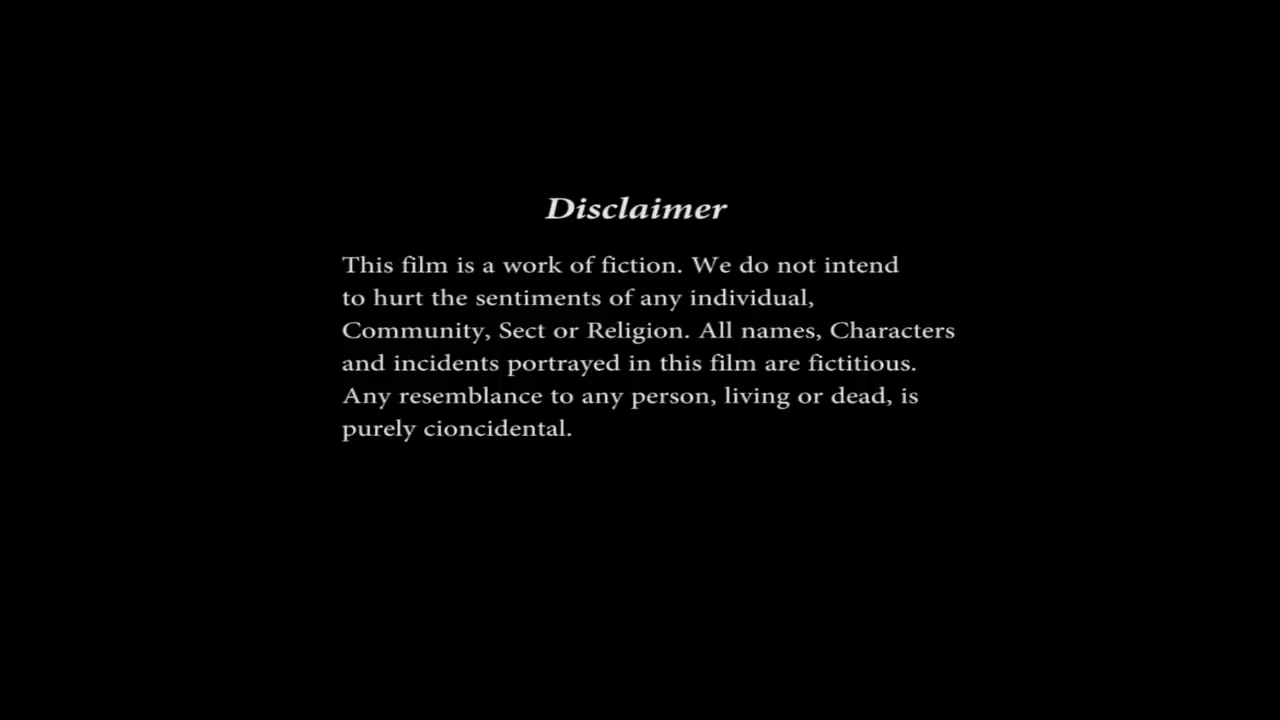 Disclaimer
This film is a work of fiction. We do not intend
to hurt the sentiments of any individual,
Community, Sect or Religion. All names, Characters
and incidents portrayed in this film are fictitious.
Any resemblance to any person, living or dead, is
purely cioncidental.